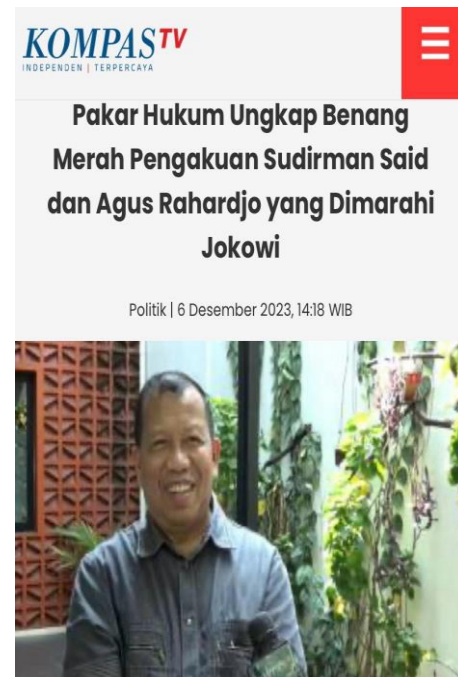 KOMPASTV
INDEPENDEN | TERPERCAYA
Pakar Hukum Ungkap Benang
Merah Pengakuan Sudirman Said
dan Agus Rahardjo yang Dimarahi
Jokowi
Politik | 6 Desember 2023, 14:18 WIB